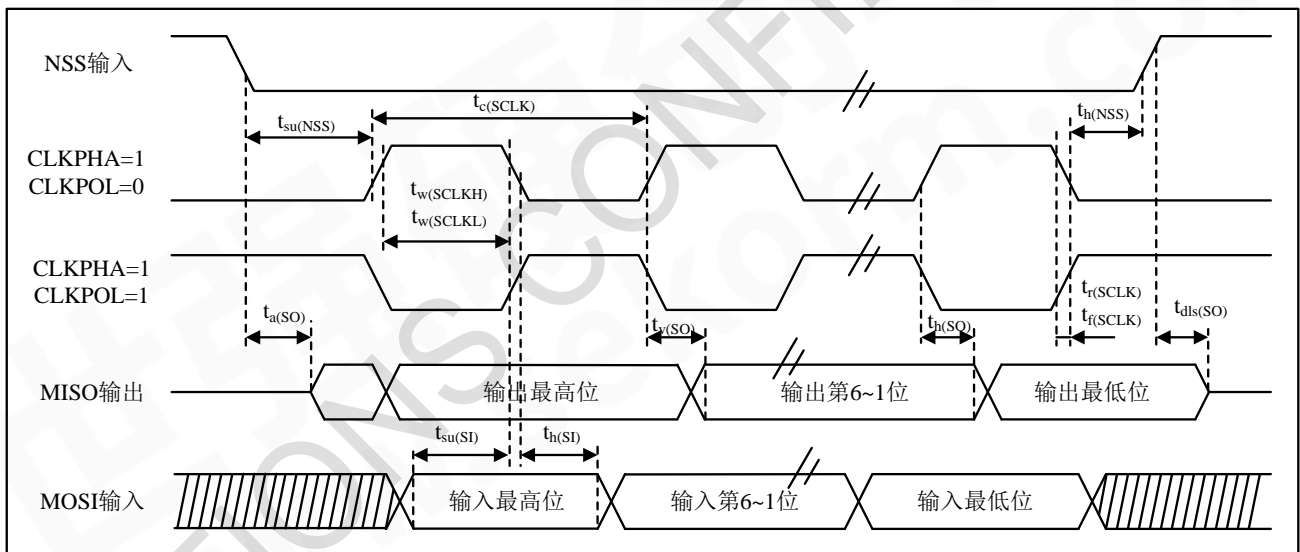 NSS输入
tsu(NSS)
tc(SCLK)
th(NSS)
CLKPHA=1
CLKPOL=0
tw(SCLKH)
tw(SCLKL)
CLKPHA=1
CLKPOL=1
ta(SO)
tv(SO)
th(SO)
tr(SCLK)
tf(SCLK)
tdls(SO)
MISO输出
输出最高位
输出第6~1位
输出最低位
tsu(SI)
th(SI)
MOSI输入
输入最高位
输入第6~1位
输入最低位